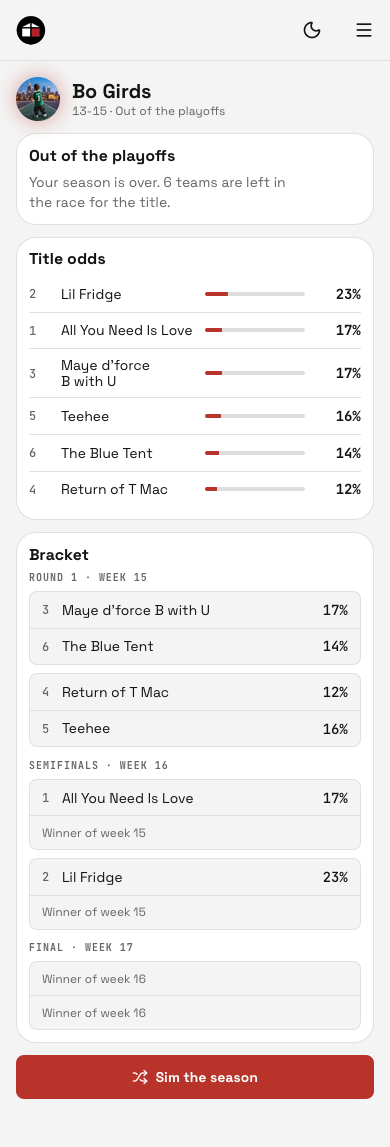 Bo Girds
13-15 · Out of the playoffs
Out of the playoffs
Your season is over. 6 teams are left in
the race for the title.
Title odds
2 Lil Fridge 23%
1 All You Need Is Love 17%
3 Maye d'force
B with U 17%
5 Teehee 16%
6 The Blue Tent 14%
4 Return of T Mac 12%
Bracket
ROUND 1 · WEEK 15
3 Maye d'force B with U 17%
6 The Blue Tent 14%
4 Return of T Mac 12%
5 Teehee 16%
SEMIFINALS · WEEK 16
1 All You Need Is Love 17%
Winner of week 15
2 Lil Fridge 23%
Winner of week 15
FINAL · WEEK 17
Winner of week 16
Winner of week 16
Sim the season